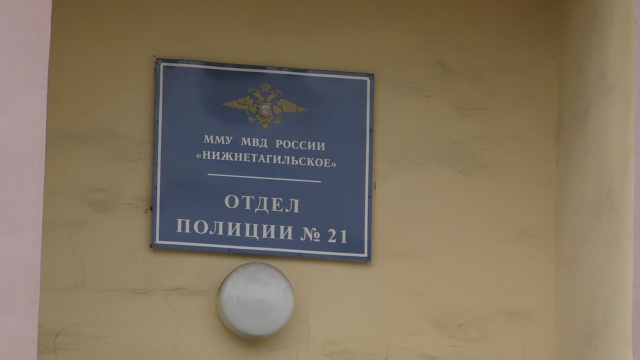 ММУ МВД РОССИИ
«НИЖНЕТАГИЛЬСКОЕ»
ОТДЕЛ
ПОЛИЦИИ № 21